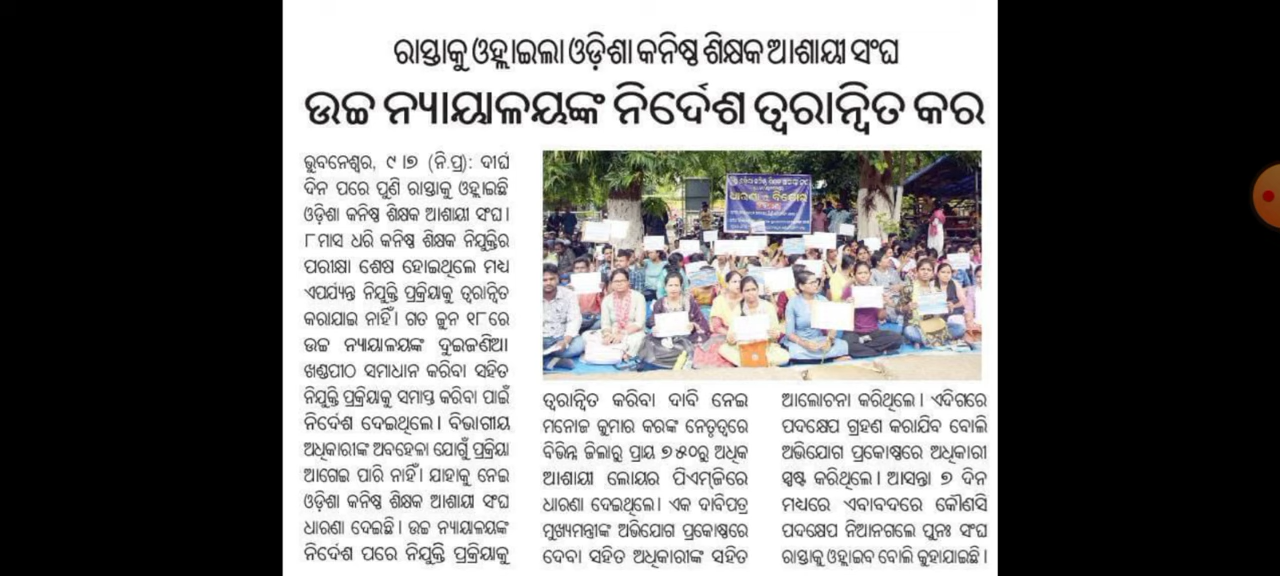 ରାସ୍ତାକୁ ଓହ୍ଲାଇଲା ଓଡ଼ିଶା କନିଷ୍ଠ ଶିକ୍ଷକ ଆଶାୟୀ ସଂଘ
ଉଚ୍ଚ ନ୍ୟାୟାଳୟଙ୍କ ନିର୍ଦେଶ ତ୍ୱରାନ୍ୱିତ କର
ଭୁବନେଶ୍ୱର, ୯।୭ (ନି.ପ୍ର): ଦୀର୍ଘ
ଦିନ ପରେ ପୁଣି ରାସ୍ତାକୁ ଓହ୍ଲାଇଛି
ଓଡ଼ିଶା କନିଷ୍ଠ ଶିକ୍ଷକ ଆଶାୟୀ ସଂଘ।
୮ମାସ ଧରି କନିଷ୍ଠ ଶିକ୍ଷକ ନିଯୁକ୍ତିର
ପରୀକ୍ଷା ଶେଷ ହୋଇଥିଲେ ମଧ୍ୟ
ଏପର୍ଯ୍ୟନ୍ତ ନିଯୁକ୍ତି ପ୍ରକ୍ରିୟାକୁ ତ୍ୱରାନ୍ୱିତ
କରାଯାଇ ନାହିଁ। ଗତ ଜୁନ ୧୮ରେ
ଉଚ୍ଚ ନ୍ୟାୟାଳୟଙ୍କ ଦୁଇଜଣିଆ
ଖଣ୍ଡପୀଠ ସମାଧାନ କରିବା ସହିତ
ନିଯୁକ୍ତି ପ୍ରକ୍ରିୟାକୁ ସମାପ୍ତ କରିବା ପାଇଁ
ନିର୍ଦେଶ ଦେଇଥିଲେ। ବିଭାଗୀୟ
ଅଧିକାରୀଙ୍କ ଅବହେଳା ଯୋଗୁଁ ପ୍ରକ୍ରିୟା
ଆଗେଇ ପାରି ନାହିଁ। ଯାହାକୁ ନେଇ
ଓଡ଼ିଶା କନିଷ୍ଠ ଶିକ୍ଷକ ଆଶାୟୀ ସଂଘ
ଧାରଣା ଦେଇଛି। ଉଚ୍ଚ ନ୍ୟାୟାଳୟଙ୍କ
ନିର୍ଦେଶ ପରେ ନିଯୁକ୍ତି ପ୍ରକ୍ରିୟାକୁ
ଧାରଣା ଓ ବିକ୍ଷୋଭ
ତ୍ୱରାନ୍ୱିତ କରିବା ଦାବି ନେଇ
ମନୋଜ କୁମାର କରଙ୍କ ନେତୃତ୍ୱରେ
ବିଭିନ୍ନ ଜିଲାରୁ ପ୍ରାୟ ୭୫୦ରୁ ଅଧିକ
ଆଶାୟୀ ଲୋୟର ପିଏମ୍‌ଜିରେ
ଧାରଣା ଦେଇଥିଲେ। ଏକ ଦାବିପତ୍ର
ମୁଖ୍ୟମନ୍ତ୍ରୀଙ୍କ ଅଭିଯୋଗ ପ୍ରକୋଷ୍ଠରେ
ଦେବା ସହିତ ଅଧିକାରୀଙ୍କ ସହିତ
ଆଲୋଚନା କରିଥିଲେ। ଏଦିଗରେ
ପଦକ୍ଷେପ ଗ୍ରହଣ କରାଯିବ ବୋଲି
ଅଭିଯୋଗ ପ୍ରକୋଷ୍ଠରେ ଅଧିକାରୀ
ସ୍ପଷ୍ଟ କରିଥିଲେ। ଆସନ୍ତା ୭ ଦିନ
ମଧ୍ୟରେ ଏବାବଦରେ କୌଣସି
ପଦକ୍ଷେପ ନିଆନଗଲେ ପୁନଃ ସଂଘ
ରାସ୍ତାକୁ ଓହ୍ଲାଇବ ବୋଲି କୁହାଯାଇଛି।